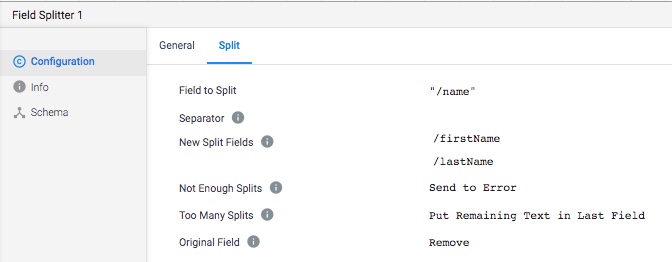 Field Splitter 1
Configuration
Info
Schema
General Split
Field to Split "/name"
Separator
New Split Fields /firstName
/lastName
Not Enough Splits Send to Error
Too Many Splits Put Remaining Text in Last Field
Original Field Remove